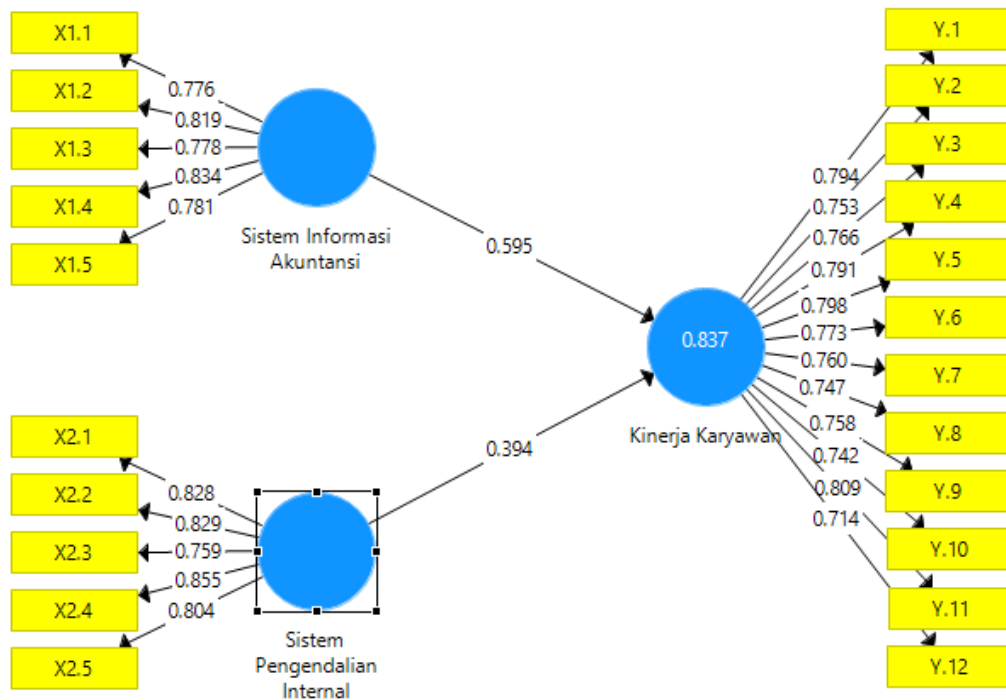 X1.1
X1.2
X1.3
X1.4
X1.5
0.776
0.819
0.778
0.834
0.781
Sistem Informasi
Akuntansi
0.595
X2.1
X2.2
X2.3
X2.4
X2.5
0.828
0.829
0.759
0.855
0.804
Sistem
Pengendalian
Internal
0.394
0.837
Kinerja Karyawan
0.794
0.753
0.766
0.791
0.798
0.773
0.760
0.747
0.758
0.742
0.809
0.714
Y.1
Y.2
Y.3
Y.4
Y.5
Y.6
Y.7
Y.8
Y.9
Y.10
Y.11
Y.12